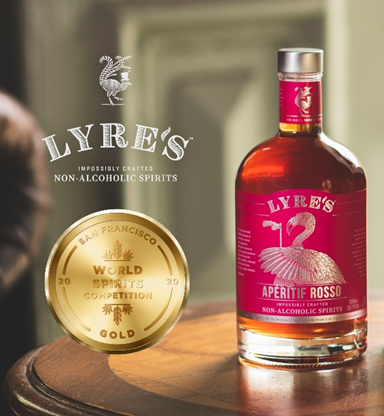 LYRE'S
IMPOSSIBLY CRAFTED
NON-ALCOHOLIC SPIRITS
SAN FRANCISCO
20 20
WORLD
SPIRITS
COMPETITION
GOLD
LYRE'S
APÉRITIF ROSSO
IMPOSSIBLY CRAFTED
NON-ALCOHOLIC SPIRITS